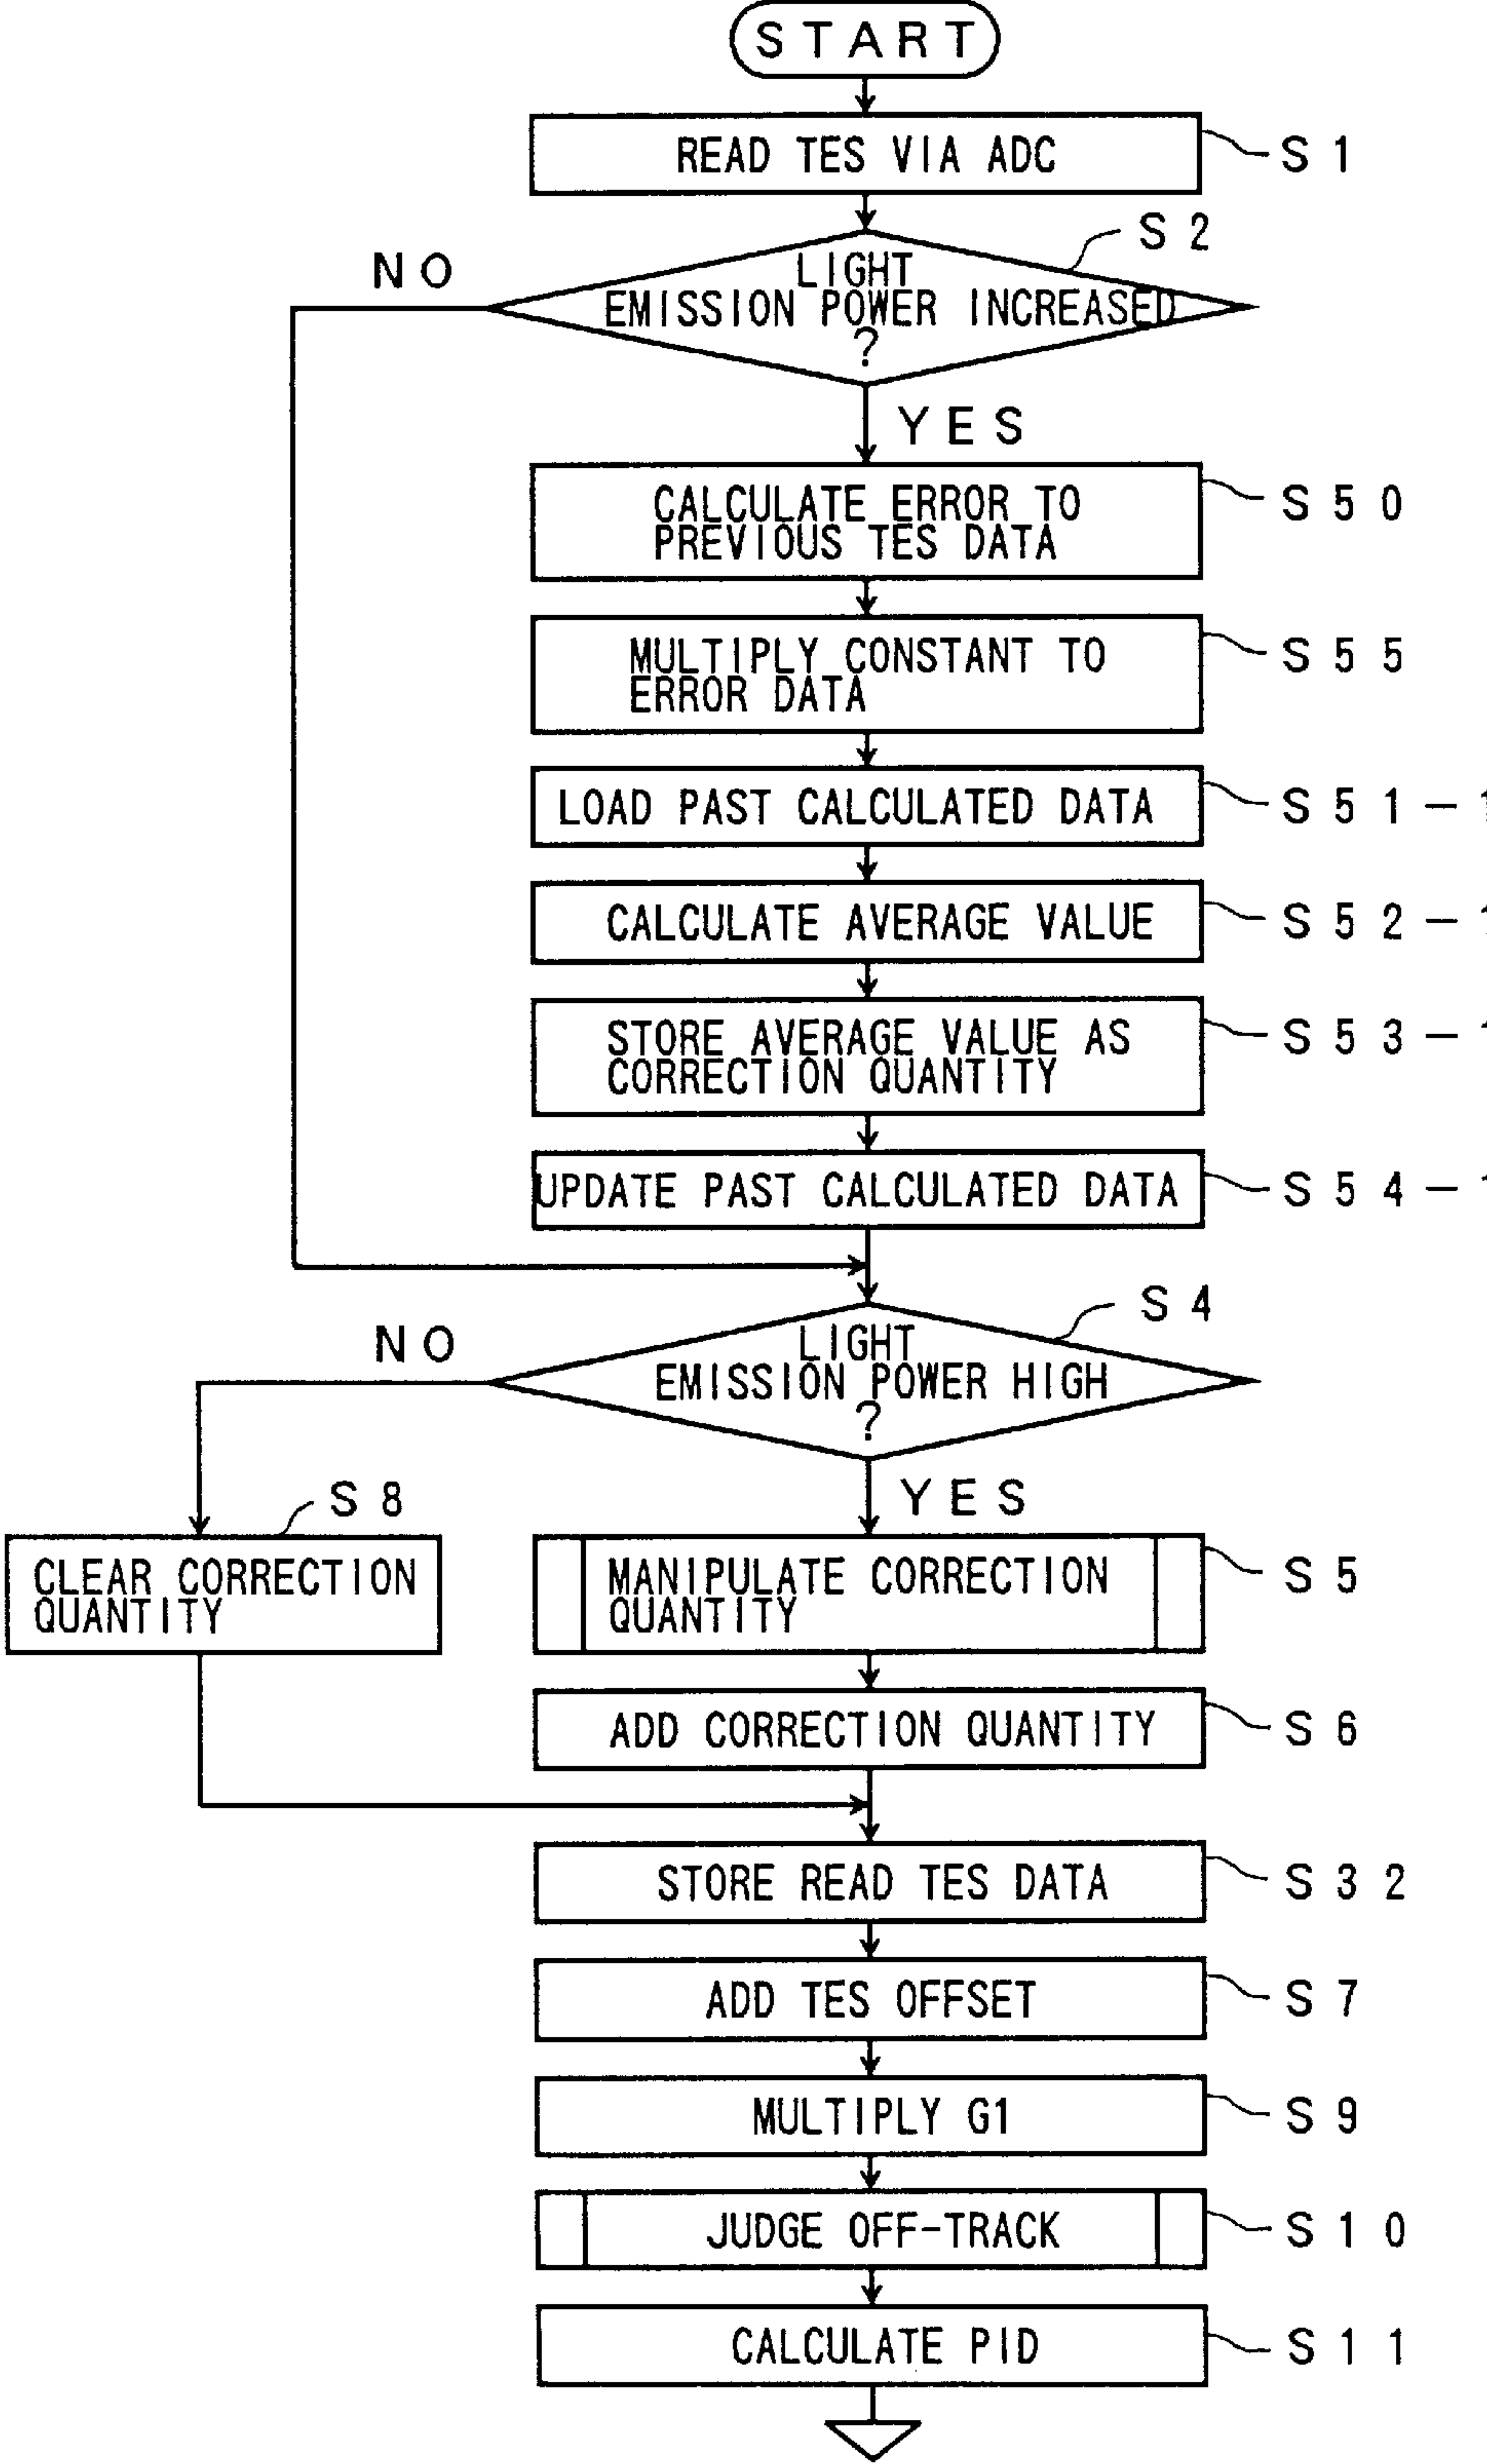 START
READ TES VIA ADC
S1
S2
NO
LIGHT
EMISSION POWER INCREASED
?
YES
CALCULATE ERROR TO
PREVIOUS TES DATA
S50
MULTIPLY CONSTANT TO
ERROR DATA
S55
LOAD PAST CALCULATED DATA
S51-1
CALCULATE AVERAGE VALUE
S52-1
STORE AVERAGE VALUE AS
CORRECTION QUANTITY
S53-1
UPDATE PAST CALCULATED DATA
S54-1
S4
NO
LIGHT
EMISSION POWER HIGH
?
YES
S8
CLEAR CORRECTION
QUANTITY
MANIPULATE CORRECTION
QUANTITY
S5
ADD CORRECTION QUANTITY
S6
STORE READ TES DATA
S32
ADD TES OFFSET
S7
MULTIPLY G1
S9
JUDGE OFF-TRACK
S10
CALCULATE PID
S11